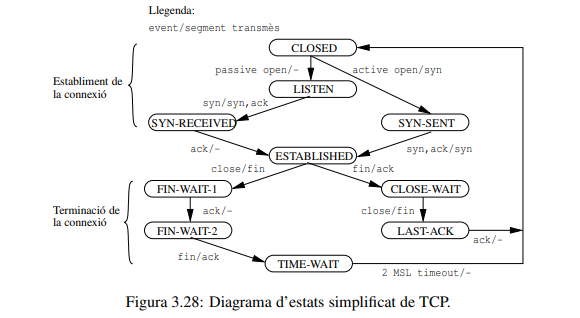 Llegenda:
event/segment transmès
CLOSED
passive open/-
active open/syn
Establiment de
la connexió
LISTEN
syn/syn,ack
SYN-RECEIVED
SYN-SENT
ack/-
syn,ack/syn
ESTABLISHED
close/fin
fin/ack
FIN-WAIT-1
CLOSE-WAIT
Terminació de
la connexió
ack/-
close/fin
FIN-WAIT-2
LAST-ACK
ack/-
fin/ack
TIME-WAIT
2 MSL timeout/-
Figura 3.28: Diagrama d'estats simplificat de TCP.